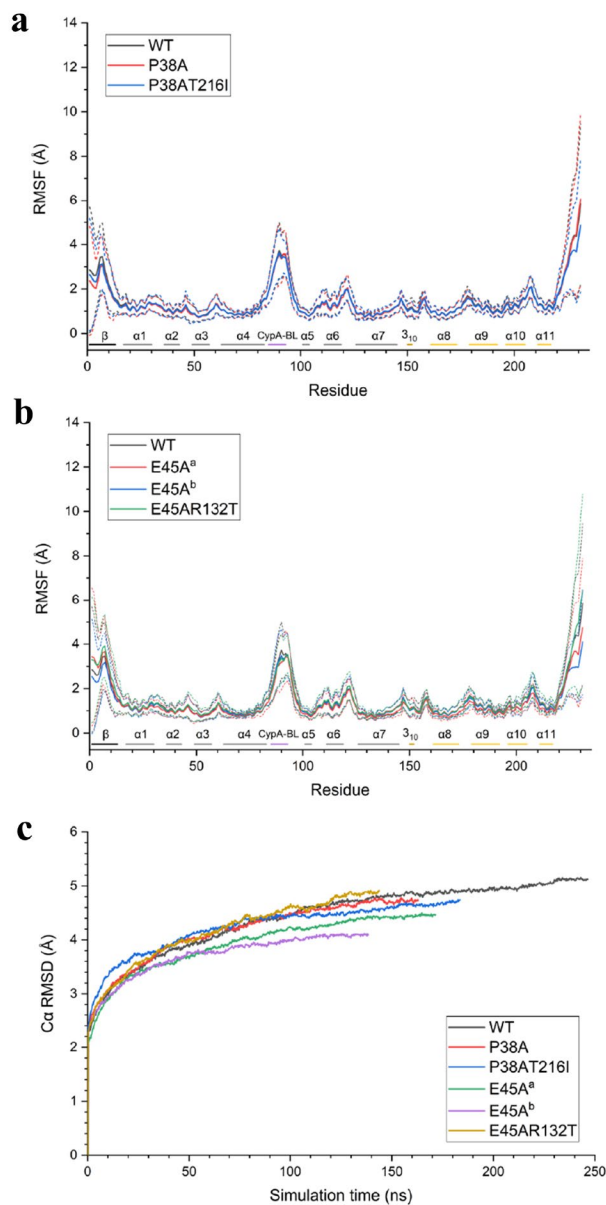 a
WT
P38A
P38AT216I
RMSF (Å)
14
12
10
8
6
4
2
0
β α1 α2 α3 α4 CypA-BL α5 α6 α7 3₁₀ α8 α9 α10 α11
0 50 100 150 200
Residue
b
WT
E45Aᵃ
E45Aᵇ
E45AR132T
RMSF (Å)
14
12
10
8
6
4
2
0
β α1 α2 α3 α4 CypA-BL α5 α6 α7 3₁₀ α8 α9 α10 α11
0 50 100 150 200
Residue
c
Cα RMSD (Å)
6
5
4
3
2
1
0
WT
P38A
P38AT216I
E45Aᵃ
E45Aᵇ
E45AR132T
0 50 100 150 200 250
Simulation time (ns)